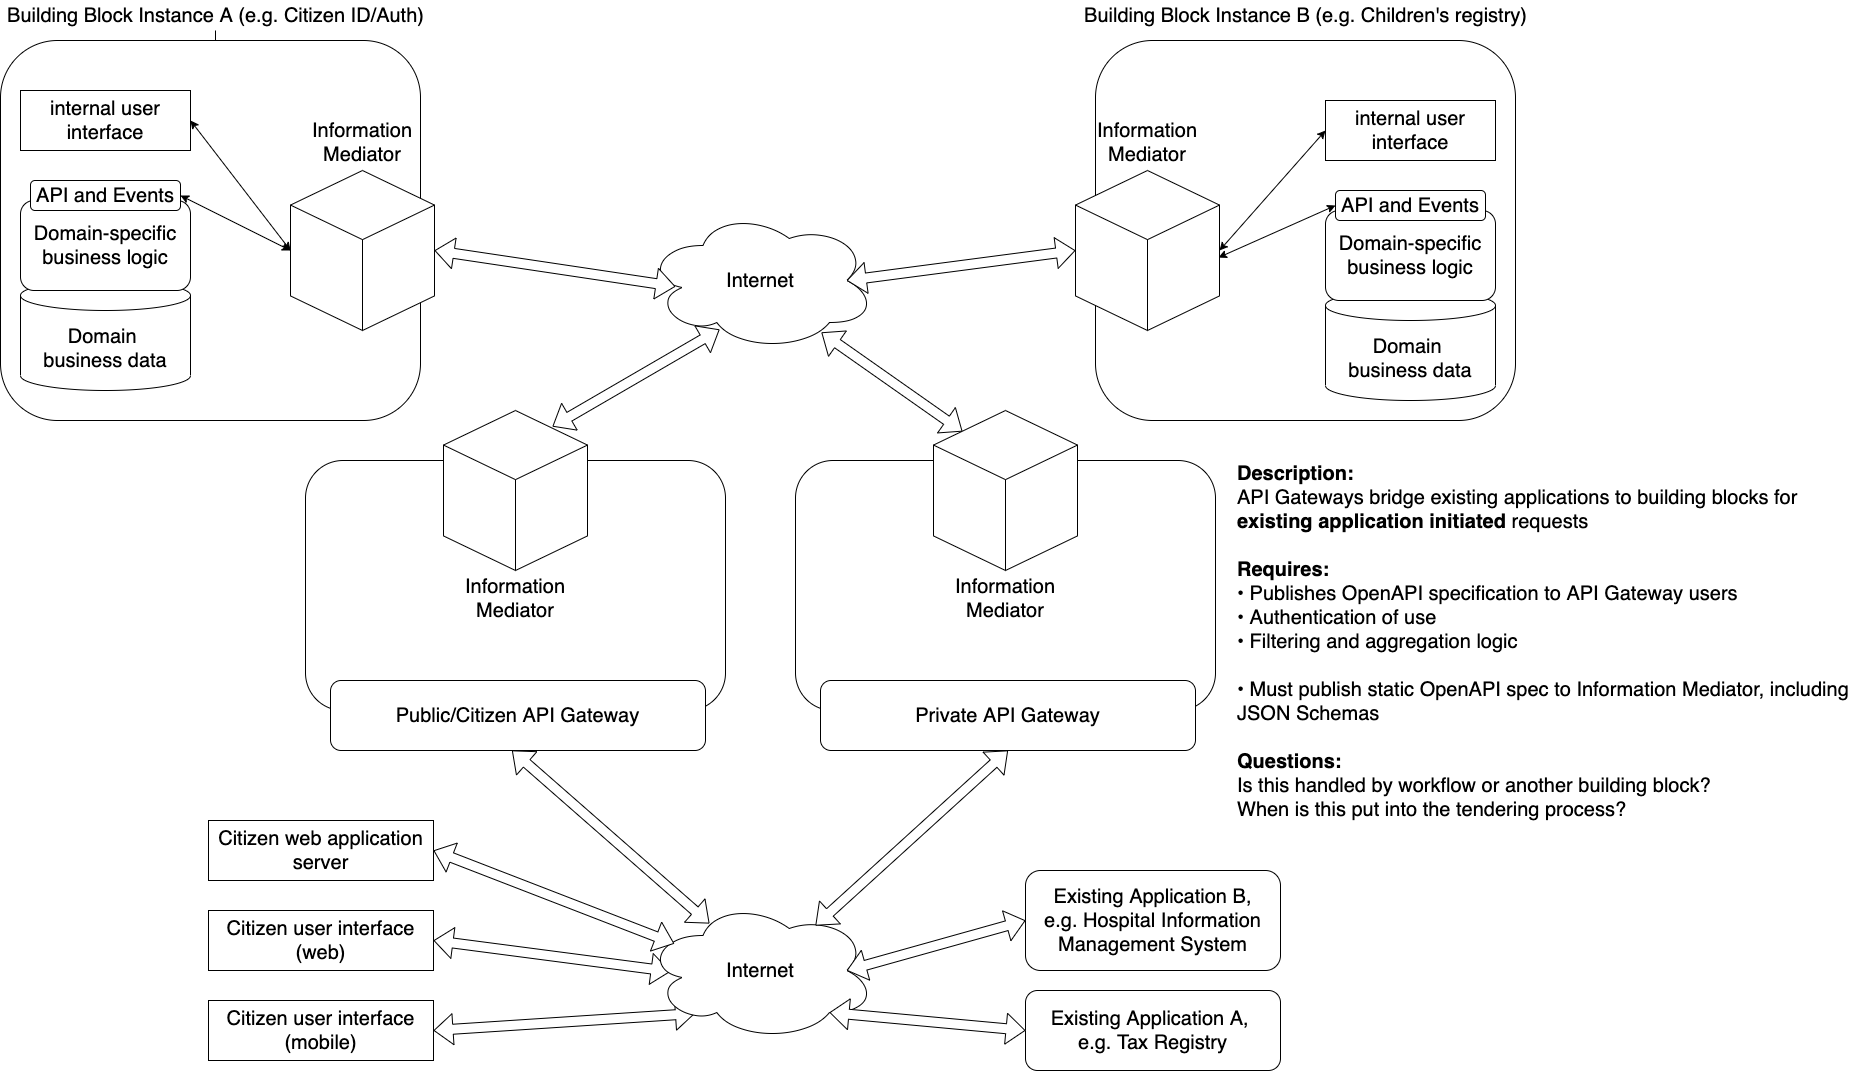 Building Block Instance A (e.g. Citizen ID/Auth)
Building Block Instance B (e.g. Children's registry)
internal user
interface
Information
Mediator
API and Events
Domain-specific
business logic
Domain
business data
Internet
Information
Mediator
internal user
interface
API and Events
Domain-specific
business logic
Domain
business data
Information
Mediator
Public/Citizen API Gateway
Information
Mediator
Private API Gateway
Description:
API Gateways bridge existing applications to building blocks for
existing application initiated requests
Requires:
• Publishes OpenAPI specification to API Gateway users
• Authentication of use
• Filtering and aggregation logic
• Must publish static OpenAPI spec to Information Mediator, including
JSON Schemas
Questions:
Is this handled by workflow or another building block?
When is this put into the tendering process?
Citizen web application
server
Citizen user interface
(web)
Citizen user interface
(mobile)
Internet
Existing Application B,
e.g. Hospital Information
Management System
Existing Application A,
e.g. Tax Registry